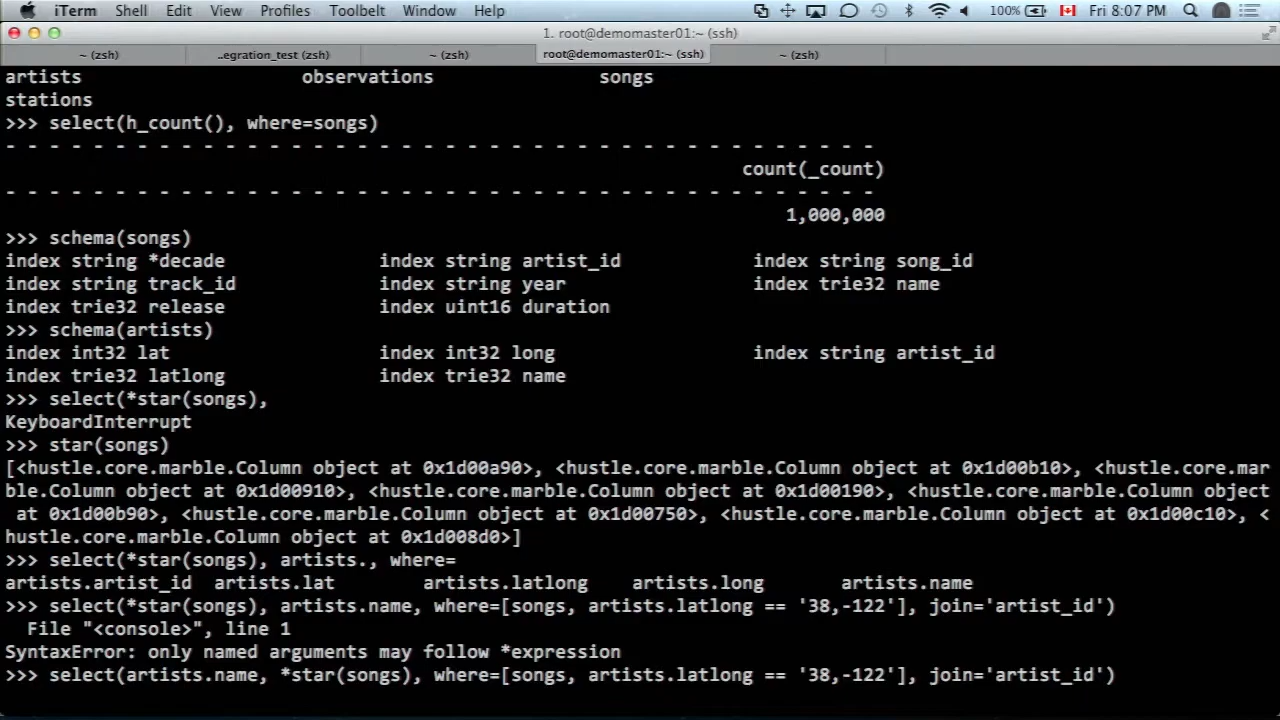 iTerm Shell Edit View Profiles Toolbelt Window Help 100% Fri 8:07 PM
1. root@demomaster01:~ (ssh)
~ (zsh) ..egration_test (zsh) ~ (zsh) root@demomaster01:~ (ssh) ~ (zsh)
artists observations songs
stations
>>> select(h_count(), where=songs)
- - - - - - - - - - - - - - - - - - - - - - - - - - - - - - - - - - - - - - - -
count(_count)
- - - - - - - - - - - - - - - - - - - - - - - - - - - - - - - - - - - - - - - -
1,000,000
>>> schema(songs)
index string *decade index string artist_id index string song_id
index string track_id index string year index trie32 name
index trie32 release index uint16 duration
>>> schema(artists)
index int32 lat index int32 long index string artist_id
index trie32 latlong index trie32 name
>>> select(*star(songs),
KeyboardInterrupt
>>> star(songs)
[<hustle.core.marble.Column object at 0x1d00a90>, <hustle.core.marble.Column object at 0x1d00b10>, <hustle.core.mar
ble.Column object at 0x1d00910>, <hustle.core.marble.Column object at 0x1d00190>, <hustle.core.marble.Column object
at 0x1d00b90>, <hustle.core.marble.Column object at 0x1d00750>, <hustle.core.marble.Column object at 0x1d00c10>, <
hustle.core.marble.Column object at 0x1d008d0>]
>>> select(*star(songs), artists., where=
artists.artist_id artists.lat artists.latlong artists.long artists.name
>>> select(*star(songs), artists.name, where=[songs, artists.latlong == '38,-122'], join='artist_id')
File "<console>", line 1
SyntaxError: only named arguments may follow *expression
>>> select(artists.name, *star(songs), where=[songs, artists.latlong == '38,-122'], join='artist_id')